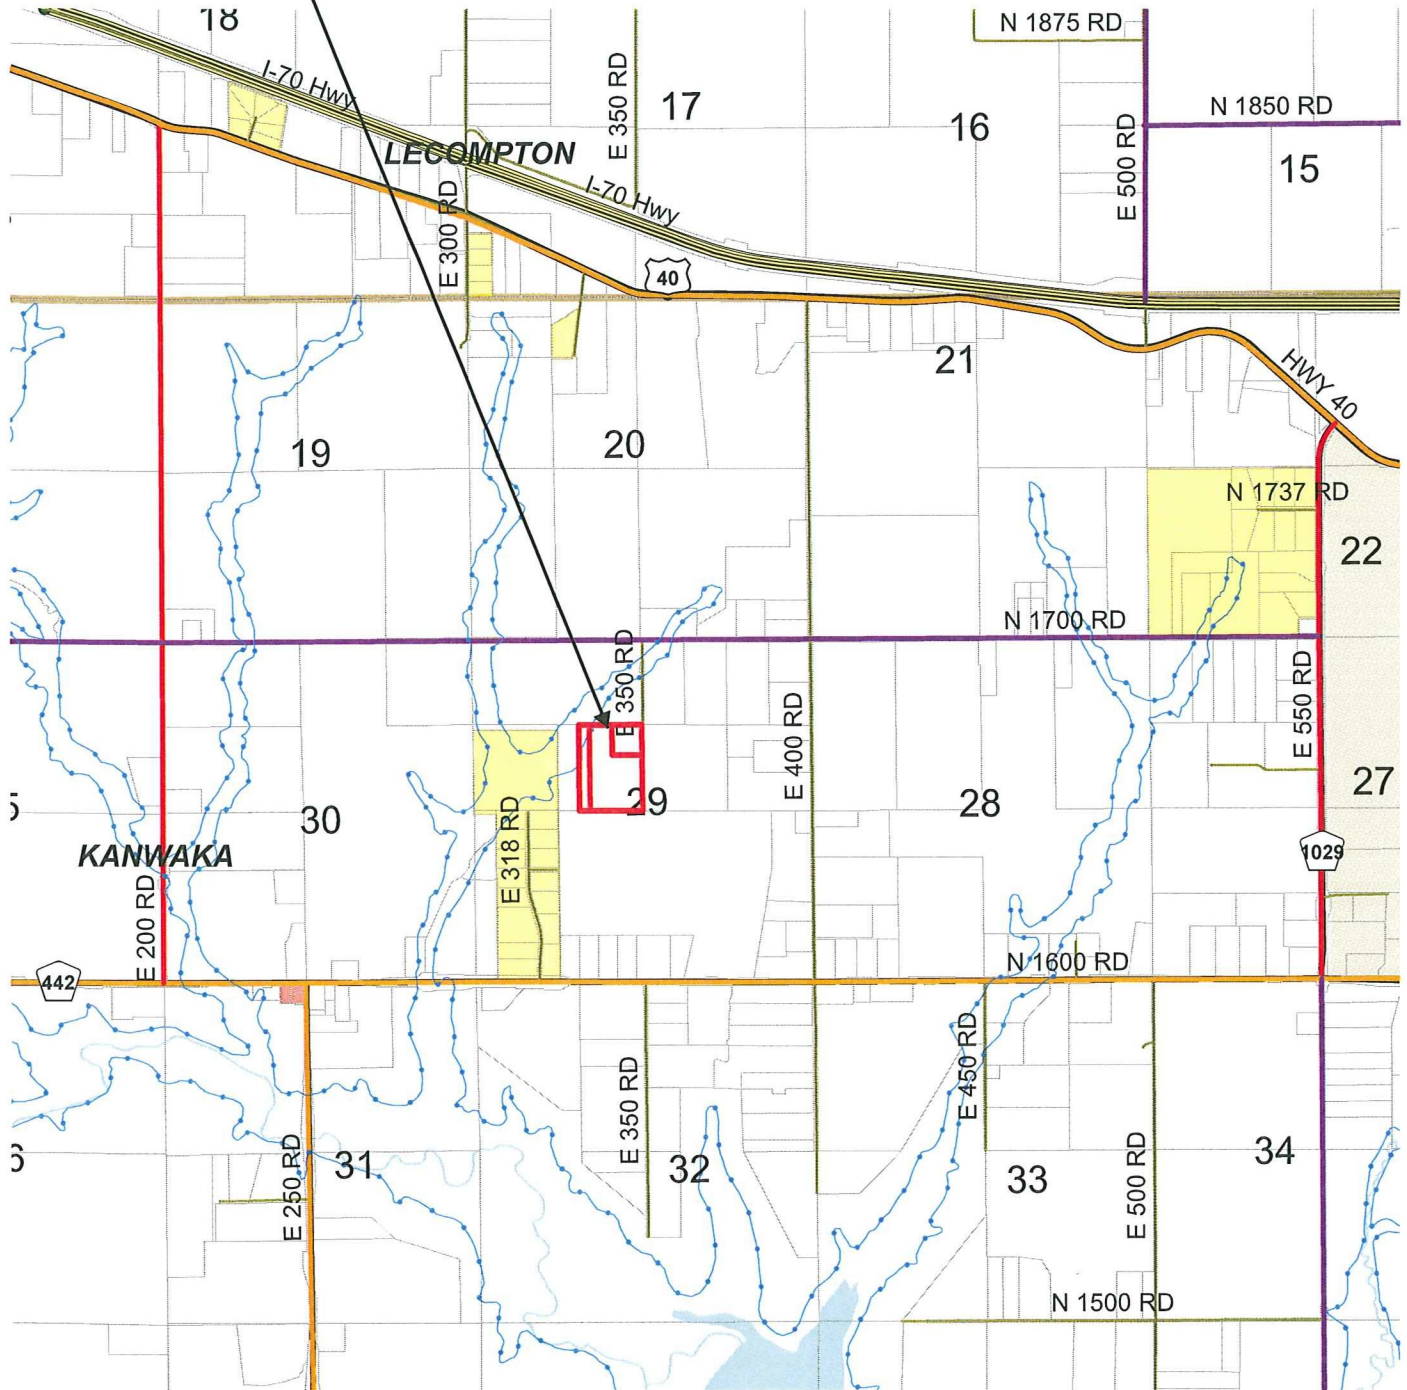 18
N 1875 RD
I-70 Hwy
E 350 RD
17
N 1850 RD
16
E 500 RD
15
LECOMPTON
I-70 Hwy
E 300 RD
40
21
HWY 40
19
20
N 1737 RD
22
N 1700 RD
E 350 RD
E 550 RD
E 400 RD
27
29
28
30
E 318 RD
KANWAKA
1029
E 200 RD
N 1600 RD
442
E 450 RD
E 350 RD
E 250 RD
31
32
33
E 500 RD
34
N 1500 RD